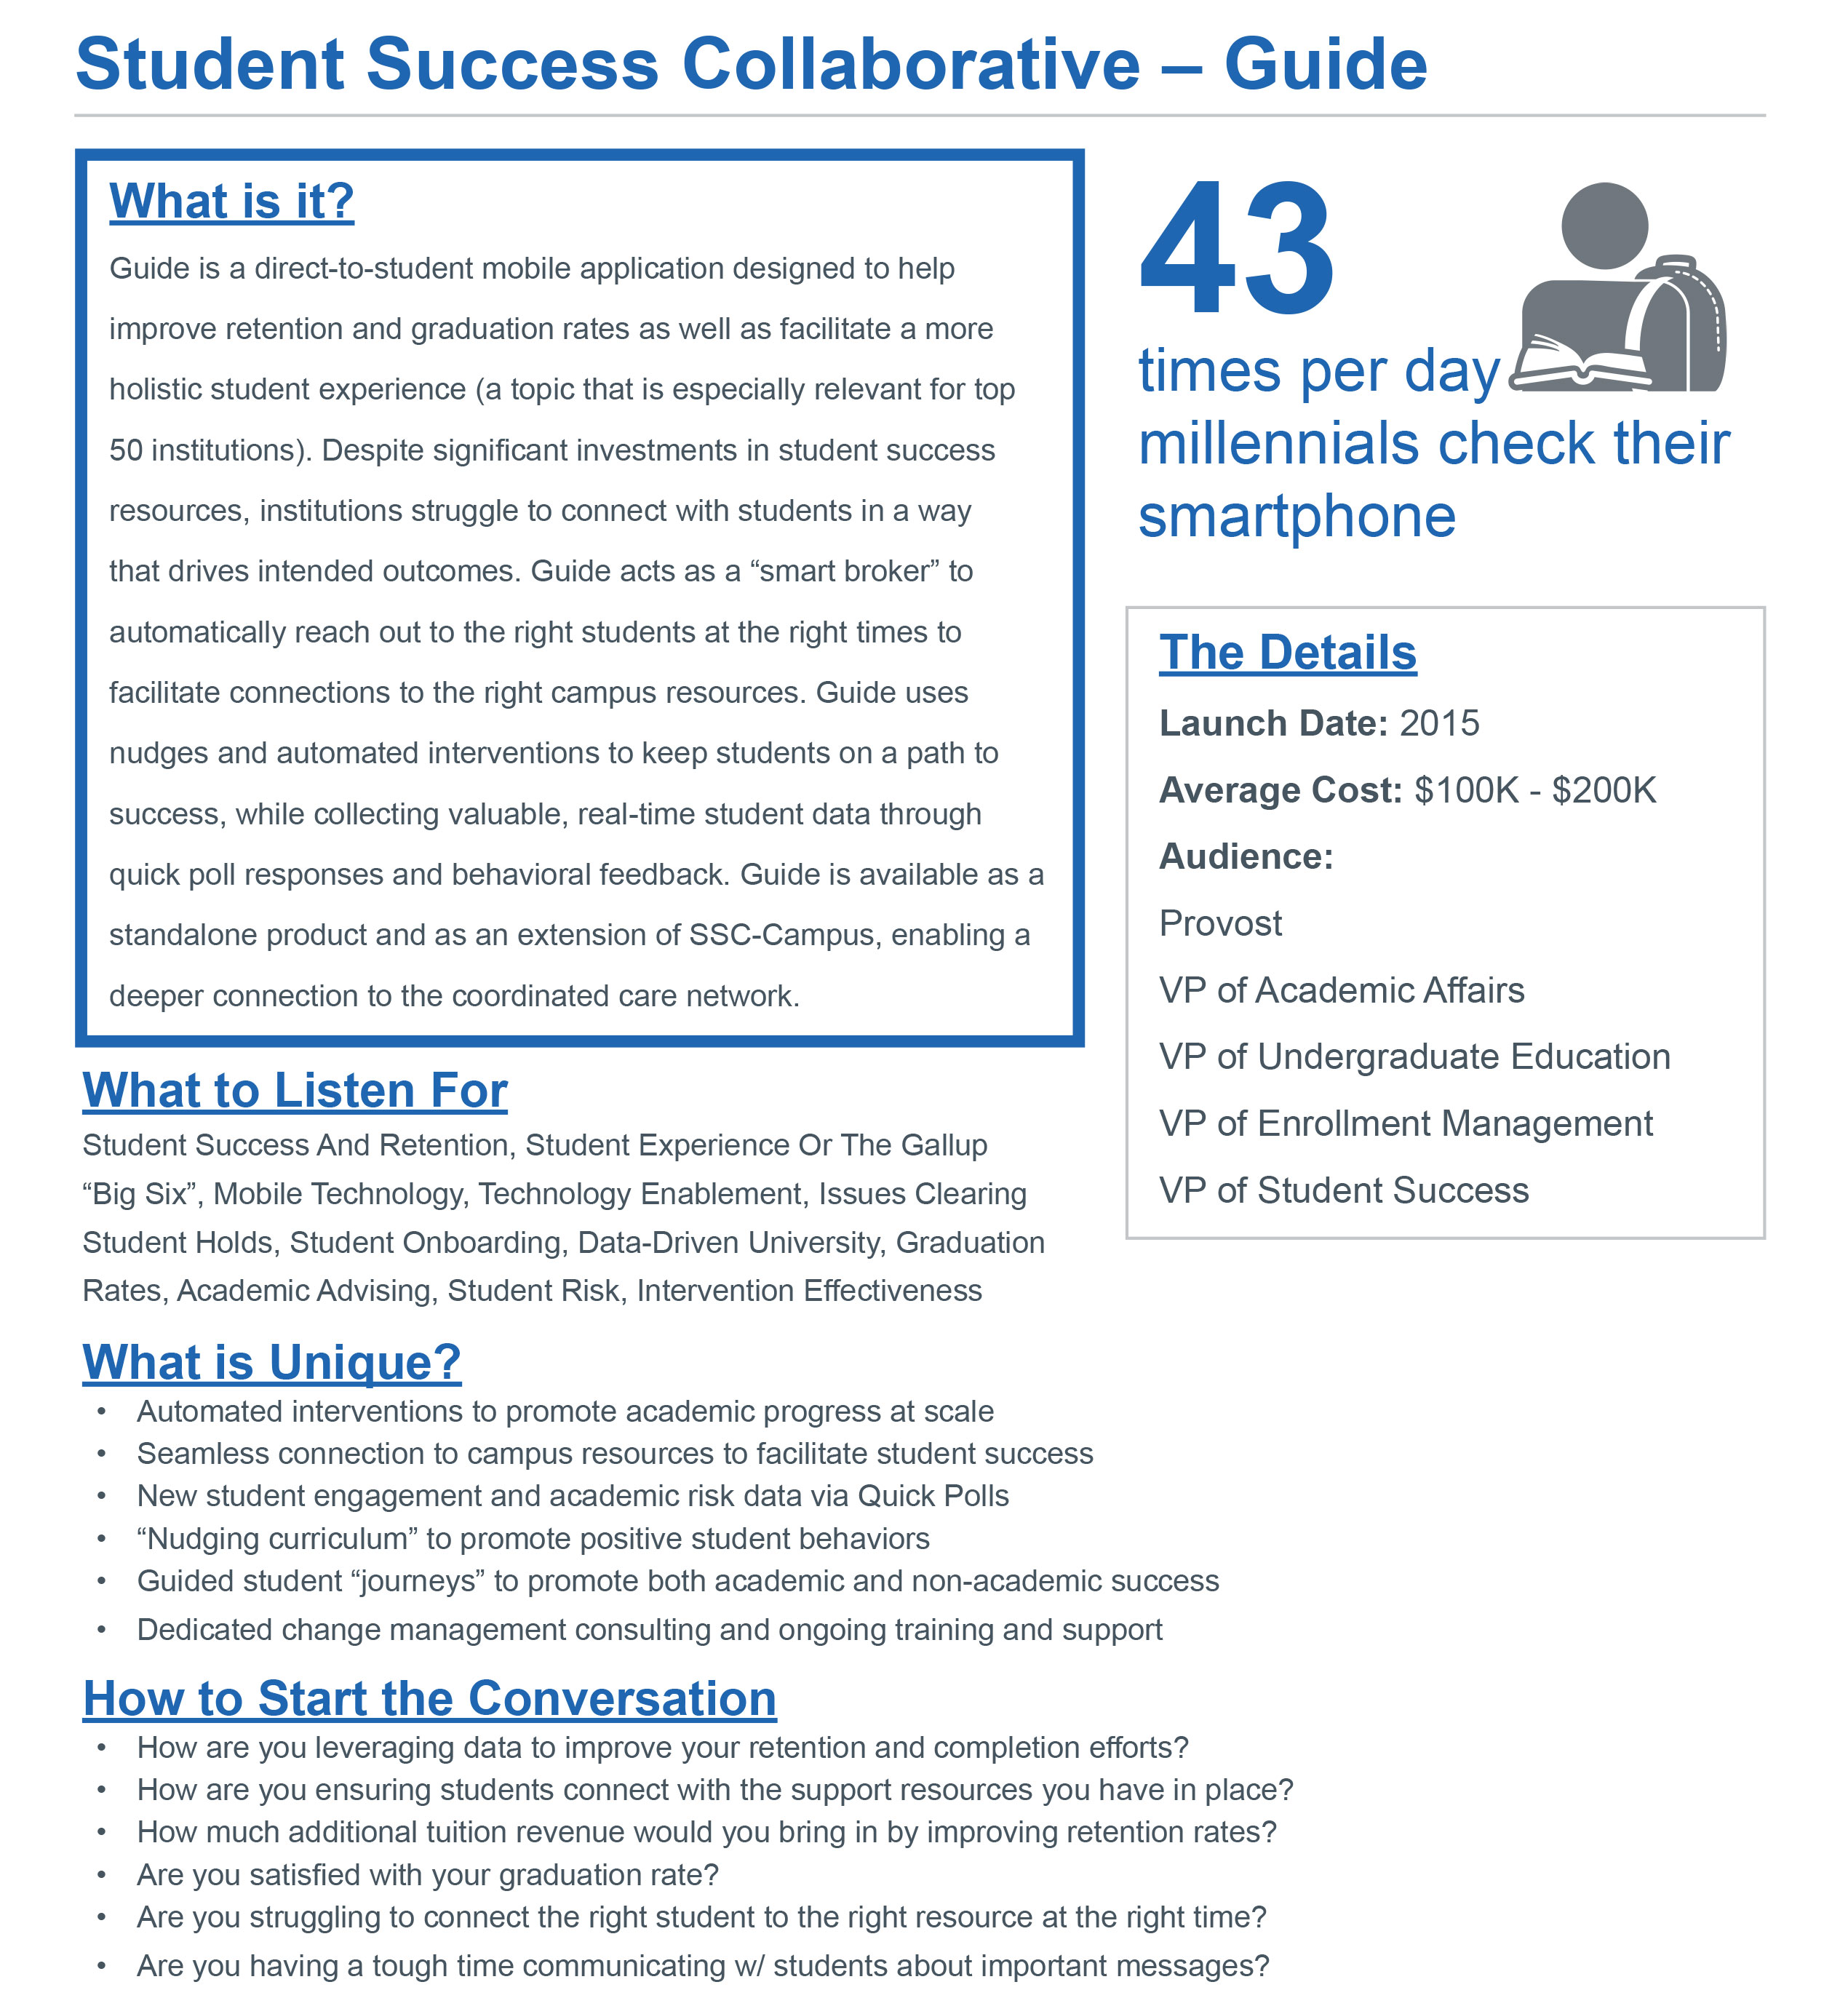 Student Success Collaborative – Guide
What is it?
Guide is a direct-to-student mobile application designed to help
improve retention and graduation rates as well as facilitate a more
holistic student experience (a topic that is especially relevant for top
50 institutions). Despite significant investments in student success
resources, institutions struggle to connect with students in a way
that drives intended outcomes. Guide acts as a “smart broker” to
automatically reach out to the right students at the right times to
facilitate connections to the right campus resources. Guide uses
nudges and automated interventions to keep students on a path to
success, while collecting valuable, real-time student data through
quick poll responses and behavioral feedback. Guide is available as a
standalone product and as an extension of SSC-Campus, enabling a
deeper connection to the coordinated care network.
43
times per day
millennials check their
smartphone
The Details
Launch Date: 2015
Average Cost: $100K - $200K
Audience:
Provost
VP of Academic Affairs
VP of Undergraduate Education
VP of Enrollment Management
VP of Student Success
What to Listen For
Student Success And Retention, Student Experience Or The Gallup
“Big Six”, Mobile Technology, Technology Enablement, Issues Clearing
Student Holds, Student Onboarding, Data-Driven University, Graduation
Rates, Academic Advising, Student Risk, Intervention Effectiveness
What is Unique?
• Automated interventions to promote academic progress at scale
• Seamless connection to campus resources to facilitate student success
• New student engagement and academic risk data via Quick Polls
• “Nudging curriculum” to promote positive student behaviors
• Guided student “journeys” to promote both academic and non-academic success
• Dedicated change management consulting and ongoing training and support
How to Start the Conversation
• How are you leveraging data to improve your retention and completion efforts?
• How are you ensuring students connect with the support resources you have in place?
• How much additional tuition revenue would you bring in by improving retention rates?
• Are you satisfied with your graduation rate?
• Are you struggling to connect the right student to the right resource at the right time?
• Are you having a tough time communicating w/ students about important messages?